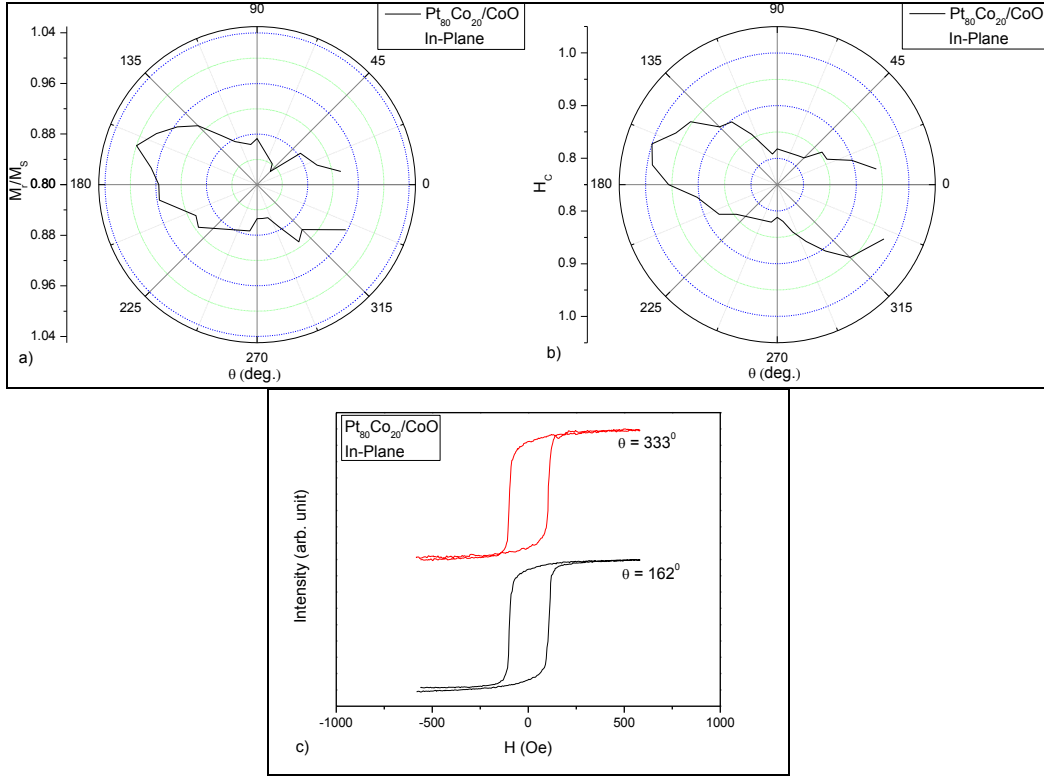 Pt80Co20/CoO
In-Plane
90
45
0
315
270
225
180
135
1.04
0.96
0.88
0.80
0.88
0.96
1.04
Mr/Ms
θ (deg.)
a)
Pt80Co20/CoO
In-Plane
90
45
0
315
270
225
180
135
1.0
0.9
0.8
0.8
0.9
1.0
HC
θ (deg.)
b)
Pt80Co20/CoO
In-Plane
θ = 333⁰
θ = 162⁰
Intensity (arb. unit)
-1000
-500
0
500
1000
H (Oe)
c)